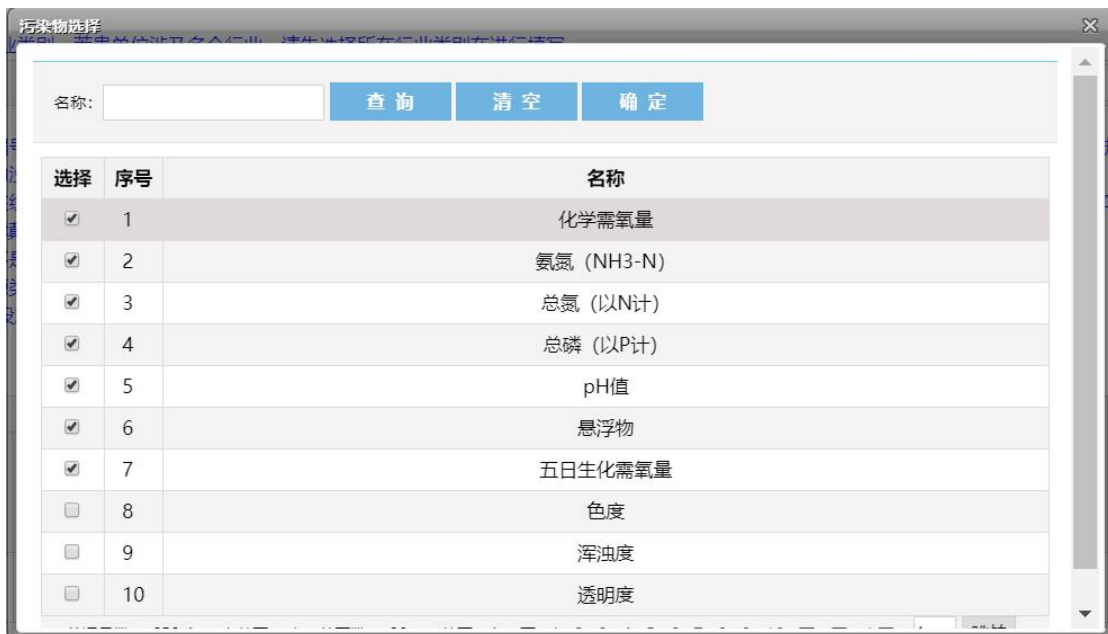 污染物选择
名称:
查 询
清 空
确 定
选择 序号 名称
1 化学需氧量
2 氨氮（NH3-N）
3 总氮（以N计）
4 总磷（以P计）
5 pH值
6 悬浮物
7 五日生化需氧量
8 色度
9 浑浊度
10 透明度